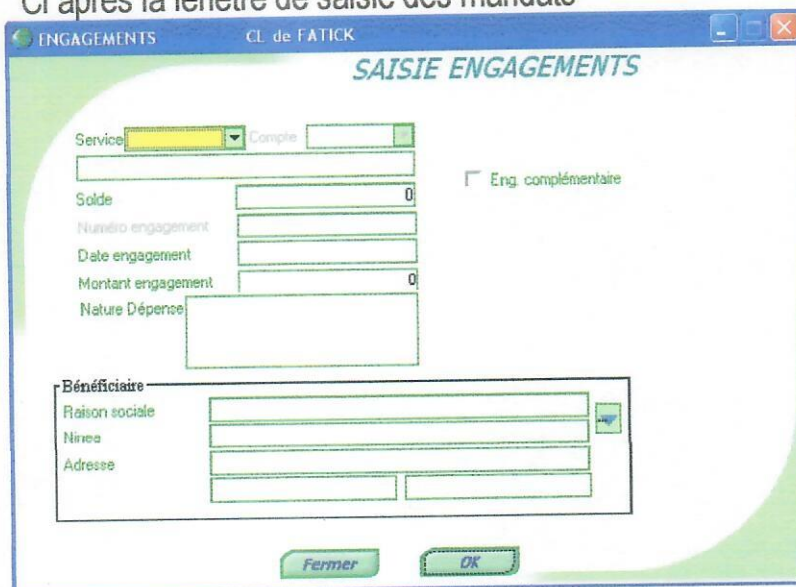 Ci après la fenêtre de saisie des mandats
ENGAGEMENTS CL de FATICK
SAISIE ENGAGEMENTS
Service Compte
Eng. complémentaire
Solde 0
Numéro engagement
Date engagement
Montant engagement 0
Nature Dépense
Bénéficiaire
Raison sociale
Ninea
Adresse
Fermer OK